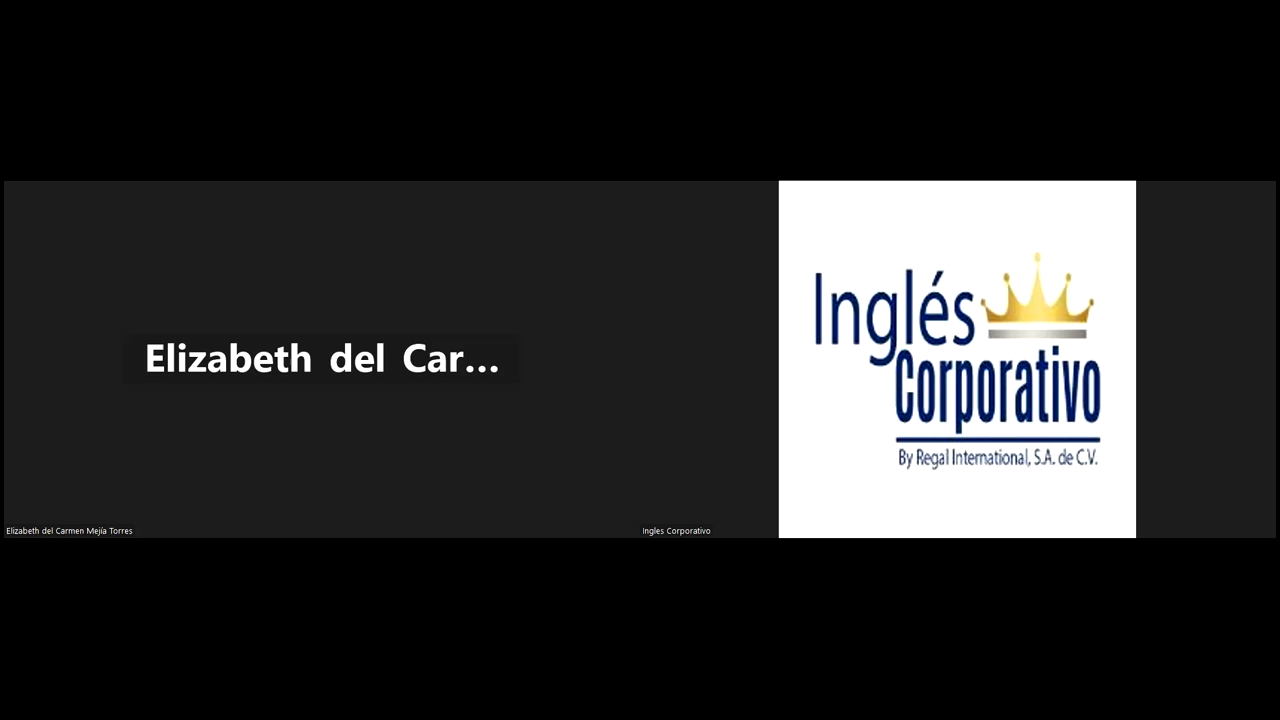 Elizabeth del Car...
Elizabeth del Carmen Mejía Torres
Inglés
Corporativo
By Regal International, S.A. de C.V.
Ingles Corporativo